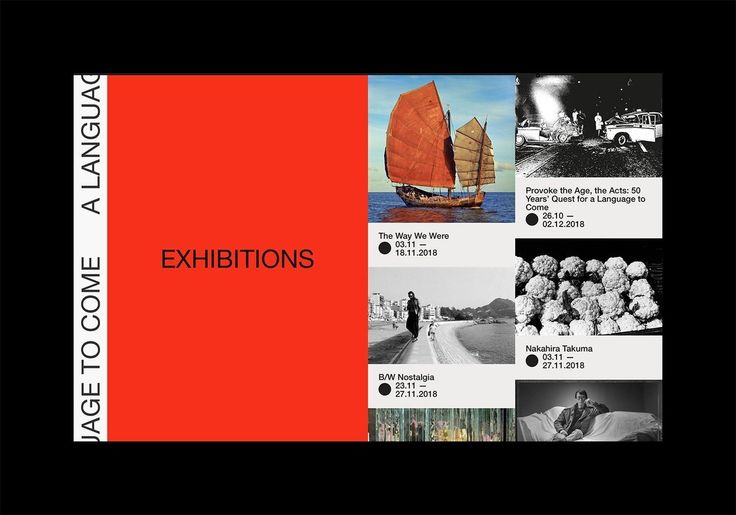 A LANGUAG
UAGE TO COME
EXHIBITIONS
The Way We Were
03.11 —
18.11.2018
B/W Nostalgia
23.11 —
27.11.2018
Provoke the Age, the Acts: 50
Years' Quest for a Language to
Come
26.10 —
02.12.2018
Nakahira Takuma
03.11 —
27.11.2018